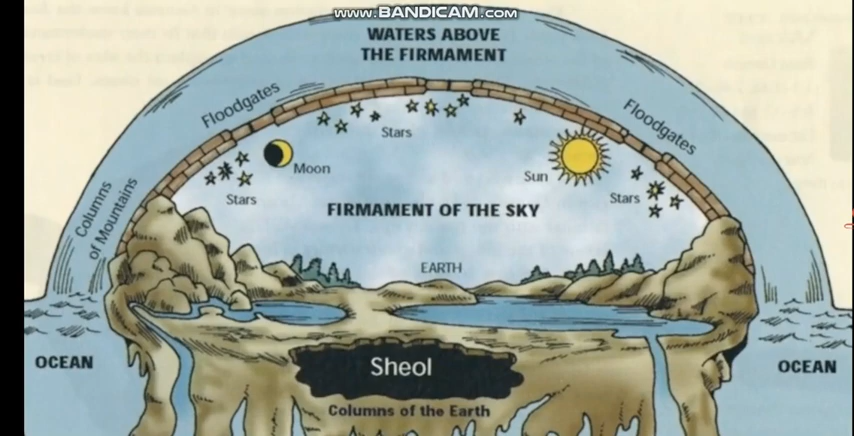 www.BANDICAM.com
WATERS ABOVE
THE FIRMAMENT
Floodgates
Floodgates
Stars
Moon
Sun
Stars
Stars
Columns
of Mountains
FIRMAMENT OF THE SKY
EARTH
OCEAN
Sheol
OCEAN
Columns of the Earth